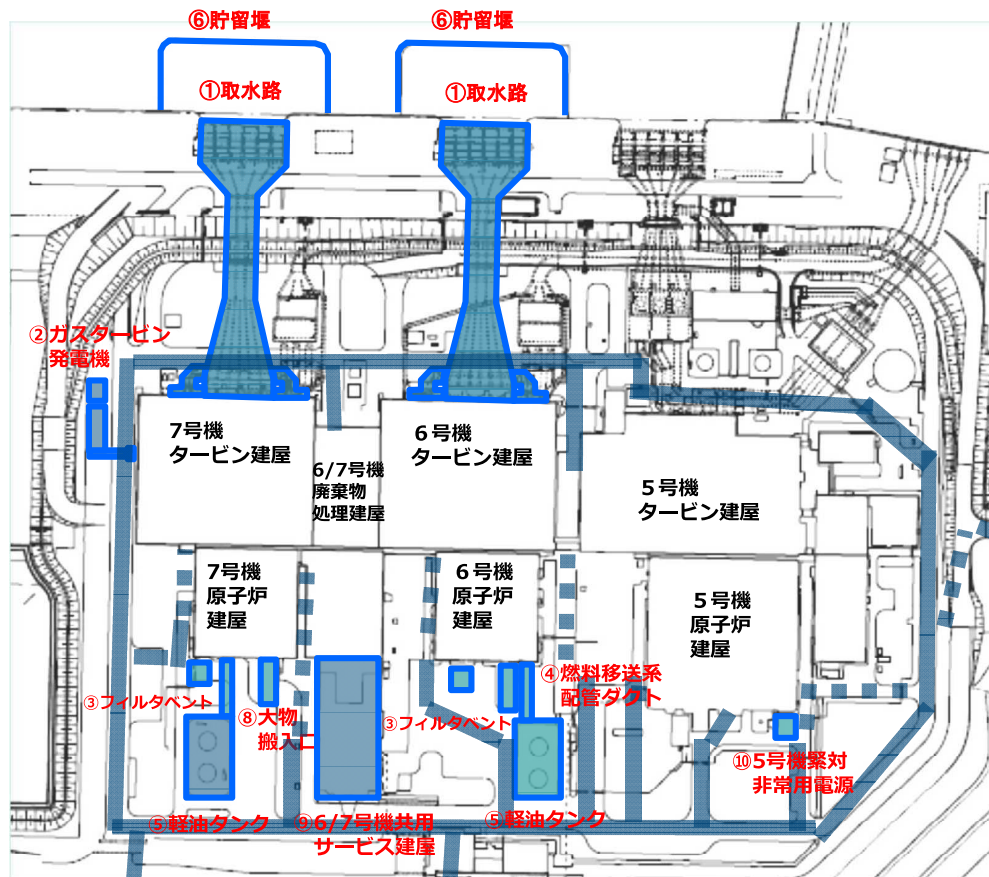 ⑥貯留堰
⑥貯留堰
①取水路
①取水路
②ガスタービン
発電機
7号機
タービン建屋
６号機
タービン建屋
6/7号機
廃棄物
処理建屋
５号機
タービン建屋
7号機
原子炉
建屋
６号機
原子炉
建屋
５号機
原子炉
建屋
③フィルタベント
⑧大物
搬入口
③フィルタベント
④燃料移送系
配管ダクト
⑩5号機緊対
非常用電源
⑤軽油タンク
⑨6/7号機共用
サービス建屋
⑤軽油タンク